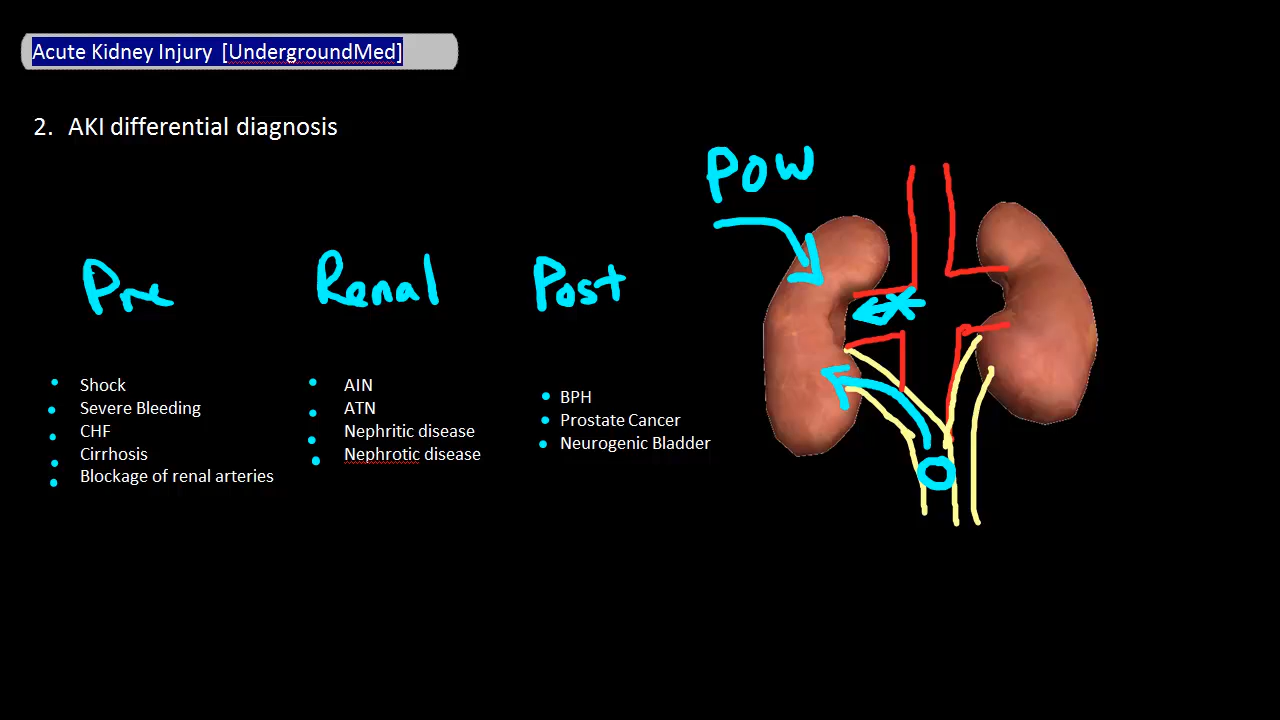 Acute Kidney Injury [UndergroundMed]
2. AKI differential diagnosis
POW
Pre
Renal
Post
Shock
Severe Bleeding
CHF
Cirrhosis
Blockage of renal arteries
AIN
ATN
Nephritic disease
Nephrotic disease
BPH
Prostate Cancer
Neurogenic Bladder